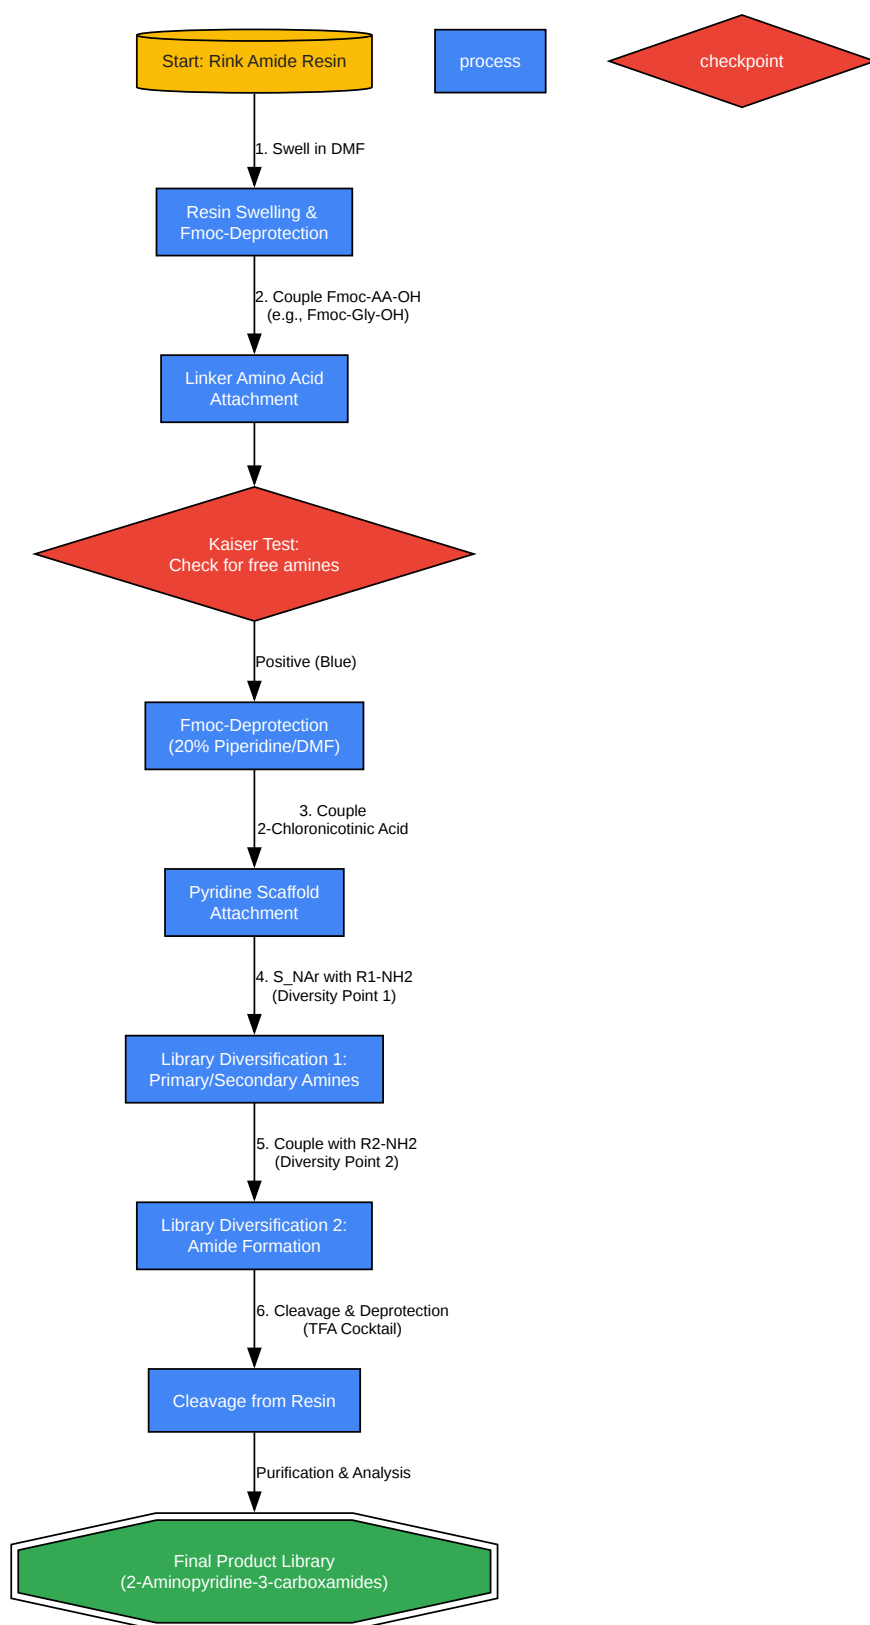 Start: Rink Amide Resin
process
checkpoint
1. Swell in DMF
Resin Swelling &
Fmoc-Deprotection
2. Couple Fmoc-AA-OH
(e.g., Fmoc-Gly-OH)
Linker Amino Acid
Attachment
Kaiser Test:
Check for free amines
Positive (Blue)
Fmoc-Deprotection
(20% Piperidine/DMF)
3. Couple
2-Chloronicotinic Acid
Pyridine Scaffold
Attachment
4. S_NAr with R1-NH2
(Diversity Point 1)
Library Diversification 1:
Primary/Secondary Amines
5. Couple with R2-NH2
(Diversity Point 2)
Library Diversification 2:
Amide Formation
6. Cleavage & Deprotection
(TFA Cocktail)
Cleavage from Resin
Purification & Analysis
Final Product Library
(2-Aminopyridine-3-carboxamides)